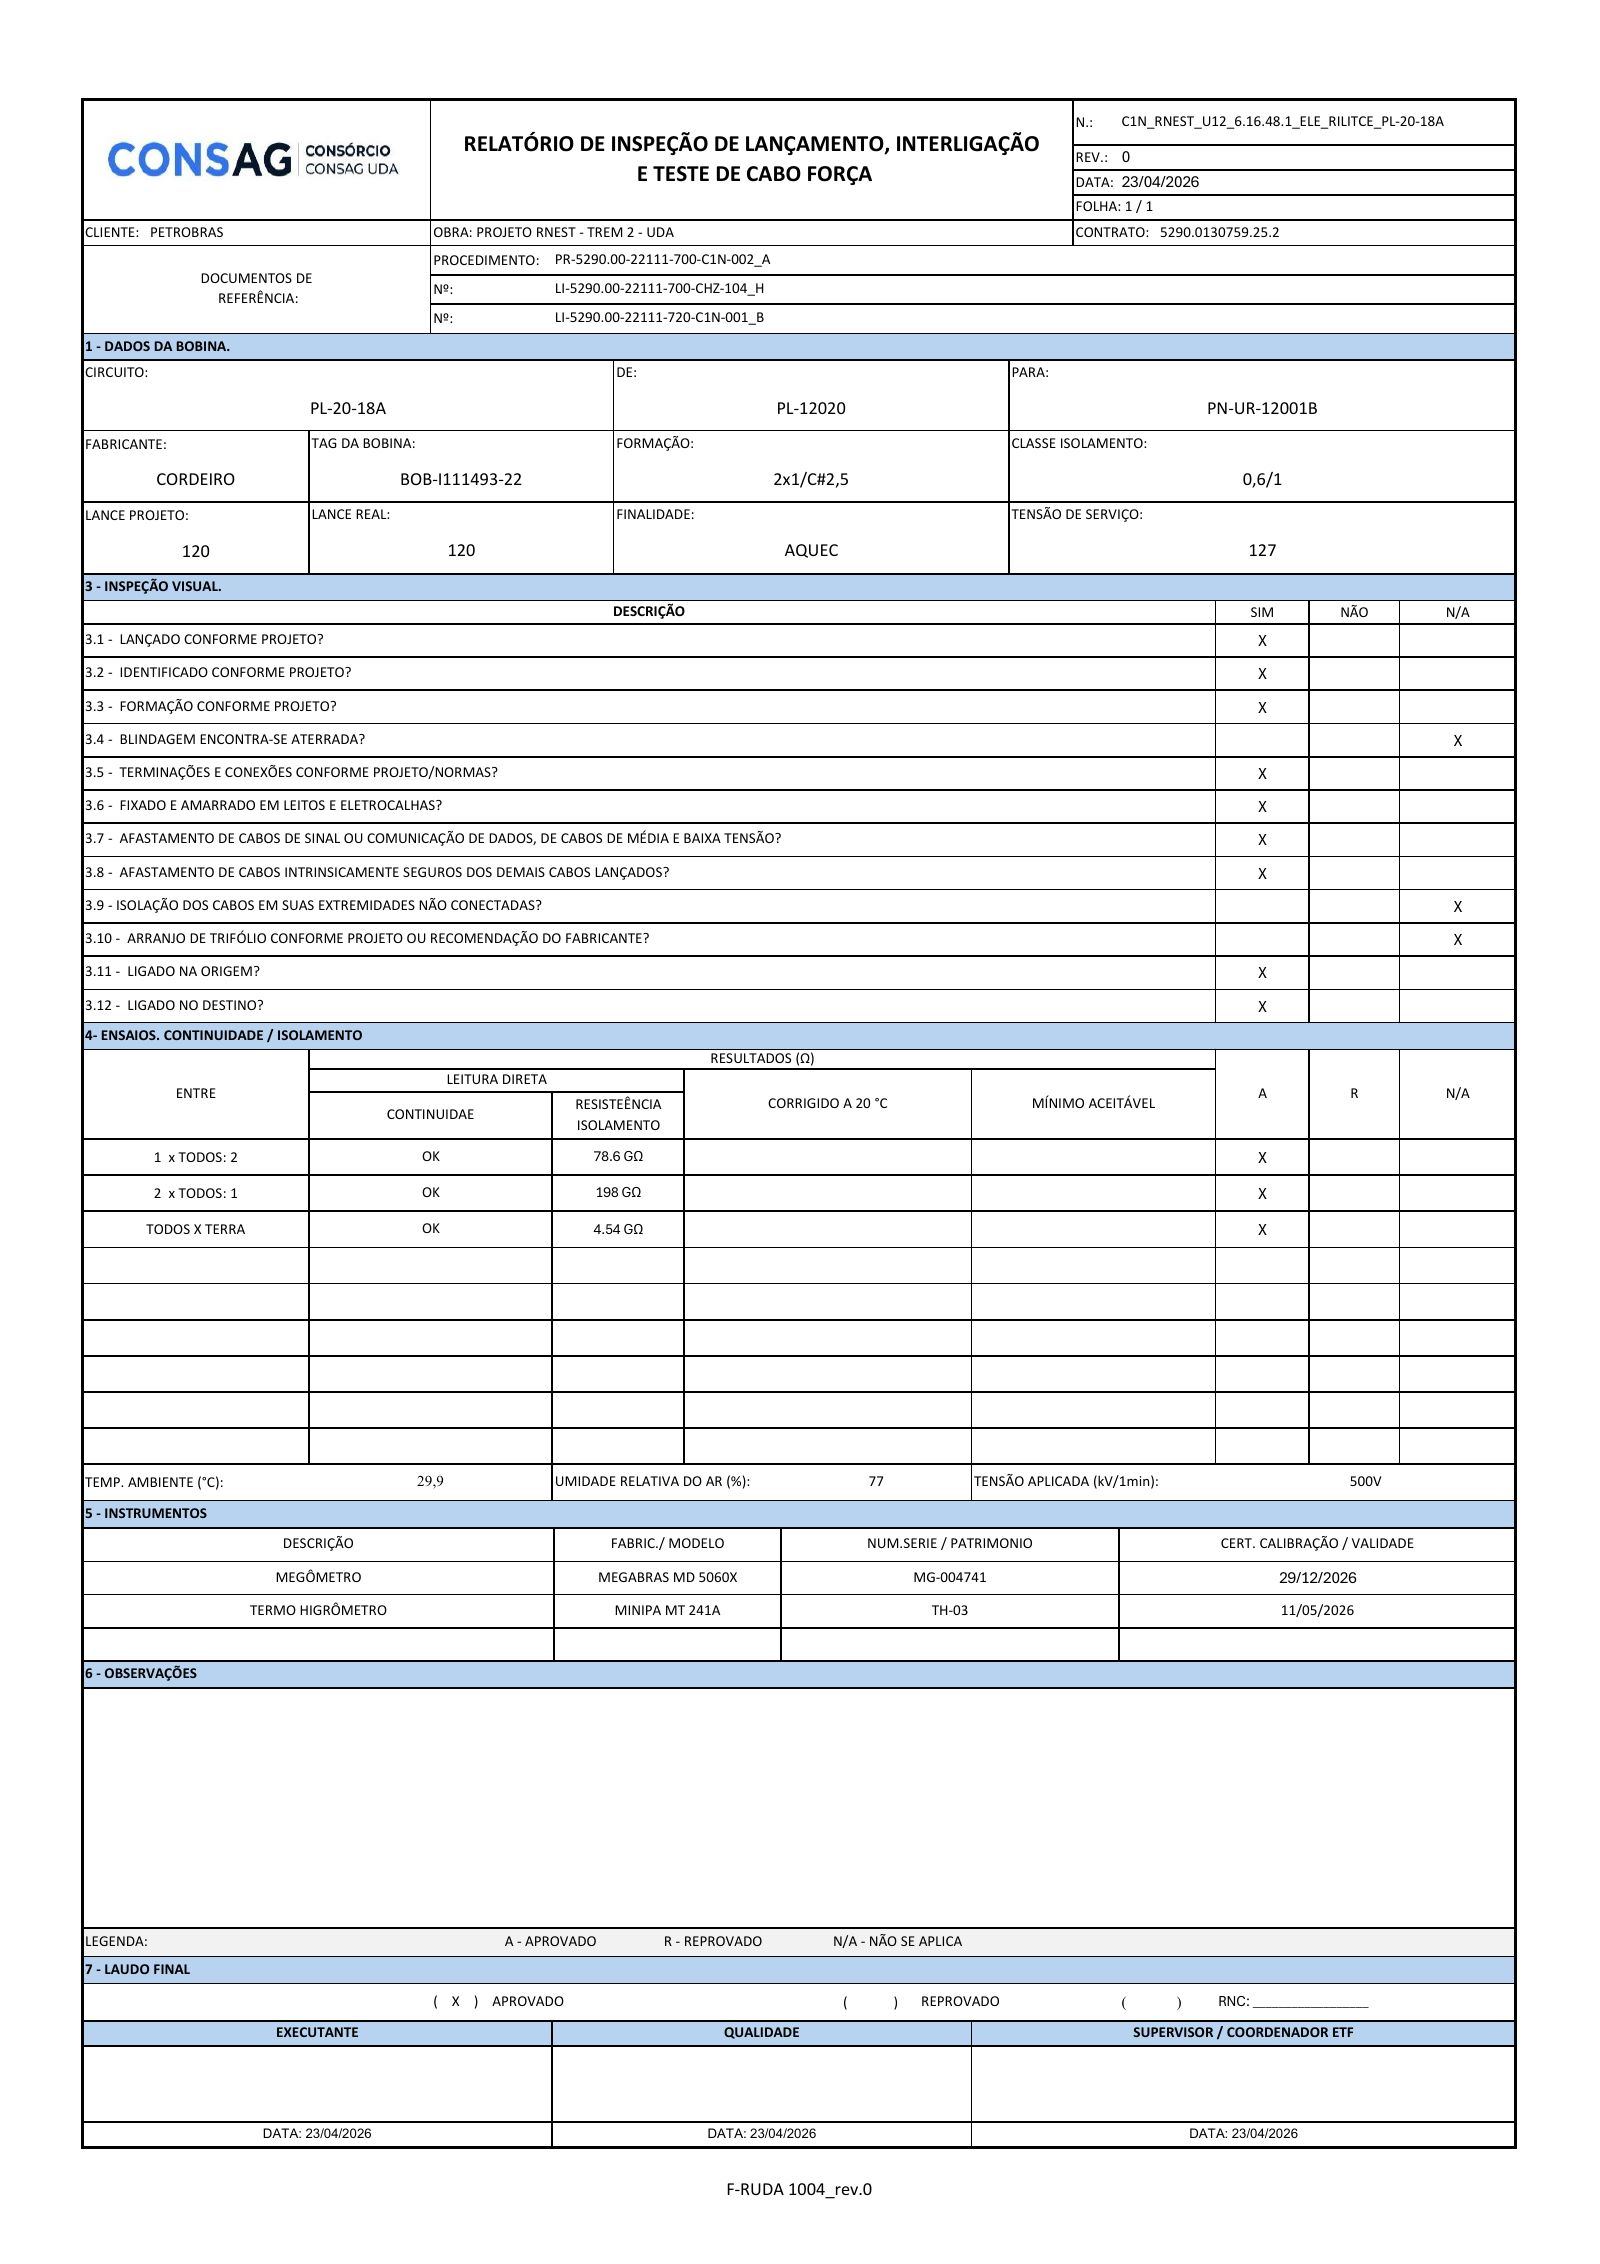 CONSAG CONSÓRCIO
CONSAG UDA
RELATÓRIO DE INSPEÇÃO DE LANÇAMENTO, INTERLIGAÇÃO
E TESTE DE CABO FORÇA
N.: C1N_RNEST_U12_6.16.48.1_ELE_RILITCE_PL-20-18A
REV.: 0
DATA: 23/04/2026
FOLHA: 1 / 1
CLIENTE: PETROBRAS OBRA: PROJETO RNEST - TREM 2 - UDA CONTRATO: 5290.0130759.25.2
DOCUMENTOS DE
REFERÊNCIA:
PROCEDIMENTO: PR-5290.00-22111-700-C1N-002_A
Nº: LI-5290.00-22111-700-CHZ-104_H
Nº: LI-5290.00-22111-720-C1N-001_B
1 - DADOS DA BOBINA.
CIRCUITO: DE: PARA:
PL-20-18A PL-12020 PN-UR-12001B
FABRICANTE: TAG DA BOBINA: FORMAÇÃO: CLASSE ISOLAMENTO:
CORDEIRO BOB-I111493-22 2x1/C#2,5 0,6/1
LANCE PROJETO: LANCE REAL: FINALIDADE: TENSÃO DE SERVIÇO:
120 120 AQUEC 127
3 - INSPEÇÃO VISUAL.
DESCRIÇÃO SIM NÃO N/A
3.1 - LANÇADO CONFORME PROJETO? X
3.2 - IDENTIFICADO CONFORME PROJETO? X
3.3 - FORMAÇÃO CONFORME PROJETO? X
3.4 - BLINDAGEM ENCONTRA-SE ATERRADA? X
3.5 - TERMINAÇÕES E CONEXÕES CONFORME PROJETO/NORMAS? X
3.6 - FIXADO E AMARRADO EM LEITOS E ELETROCALHAS? X
3.7 - AFASTAMENTO DE CABOS DE SINAL OU COMUNICAÇÃO DE DADOS, DE CABOS DE MÉDIA E BAIXA TENSÃO? X
3.8 - AFASTAMENTO DE CABOS INTRINSICAMENTE SEGUROS DOS DEMAIS CABOS LANÇADOS? X
3.9 - ISOLAÇÃO DOS CABOS EM SUAS EXTREMIDADES NÃO CONECTADAS? X
3.10 - ARRANJO DE TRIFÓLIO CONFORME PROJETO OU RECOMENDAÇÃO DO FABRICANTE? X
3.11 - LIGADO NA ORIGEM? X
3.12 - LIGADO NO DESTINO? X
4- ENSAIOS. CONTINUIDADE / ISOLAMENTO
RESULTADOS (Ω)
LEITURA DIRETA
ENTRE CONTINUIDAE RESISTEÊNCIA
ISOLAMENTO
CORRIGIDO A 20 °C MÍNIMO ACEITÁVEL A R N/A
1 x TODOS: 2 OK 78.6 GΩ X
2 x TODOS: 1 OK 198 GΩ X
TODOS X TERRA OK 4.54 GΩ X
TEMP. AMBIENTE (°C): 29,9 UMIDADE RELATIVA DO AR (%): 77 TENSÃO APLICADA (kV/1min): 500V
5 - INSTRUMENTOS
DESCRIÇÃO FABRIC./ MODELO NUM.SERIE / PATRIMONIO CERT. CALIBRAÇÃO / VALIDADE
MEGÔMETRO MEGABRAS MD 5060X MG-004741 29/12/2026
TERMO HIGRÔMETRO MINIPA MT 241A TH-03 11/05/2026
6 - OBSERVAÇÕES
LEGENDA: A - APROVADO R - REPROVADO N/A - NÃO SE APLICA
7 - LAUDO FINAL
( X ) APROVADO ( ) REPROVADO ( ) RNC: ________________
EXECUTANTE QUALIDADE SUPERVISOR / COORDENADOR ETF
DATA: 23/04/2026 DATA: 23/04/2026 DATA: 23/04/2026
F-RUDA 1004_rev.0